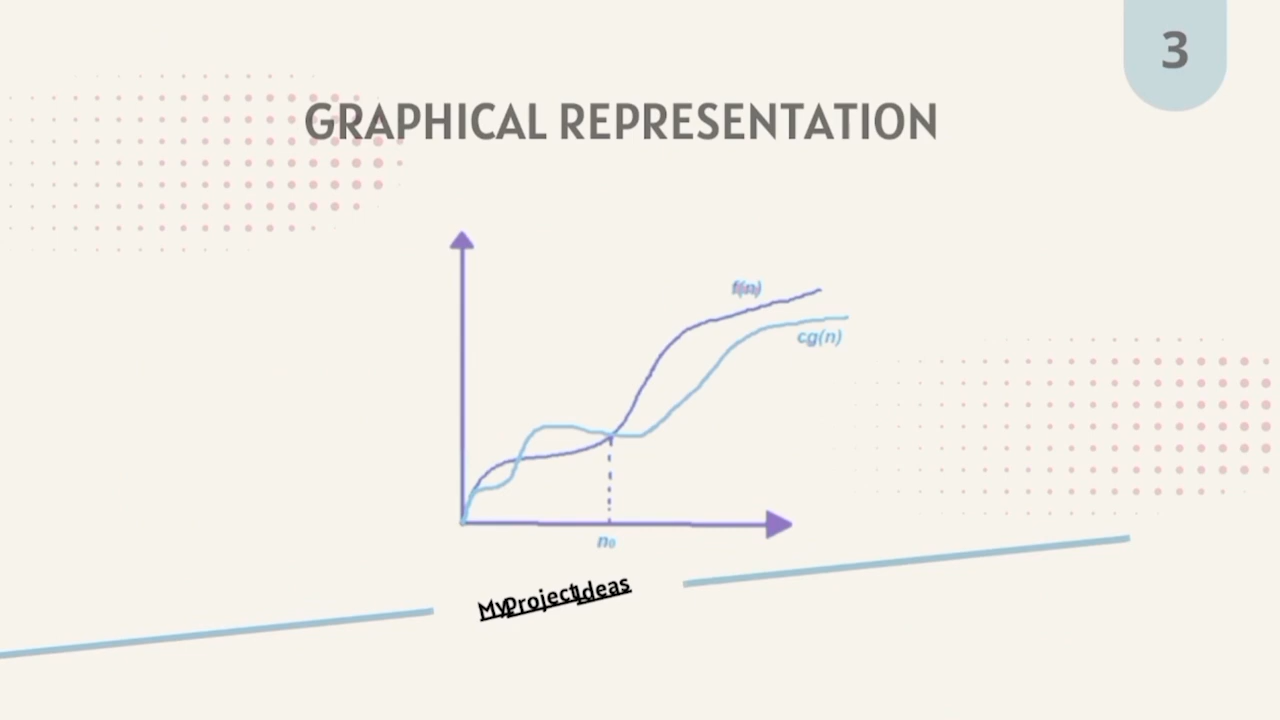 3
GRAPHICAL REPRESENTATION
f(n)
cg(n)
n₀
MyProjectIdeas